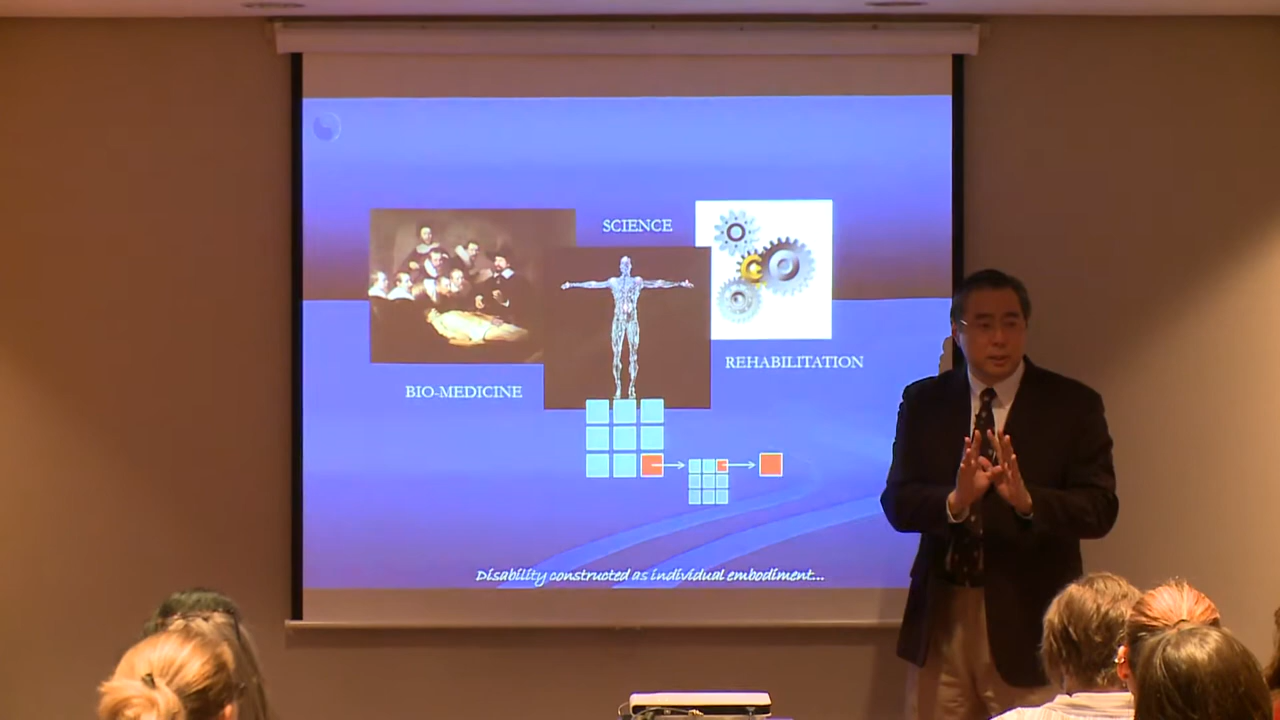 SCIENCE
REHABILITATION
BIO-MEDICINE
Disability constructed as individual embodiment...